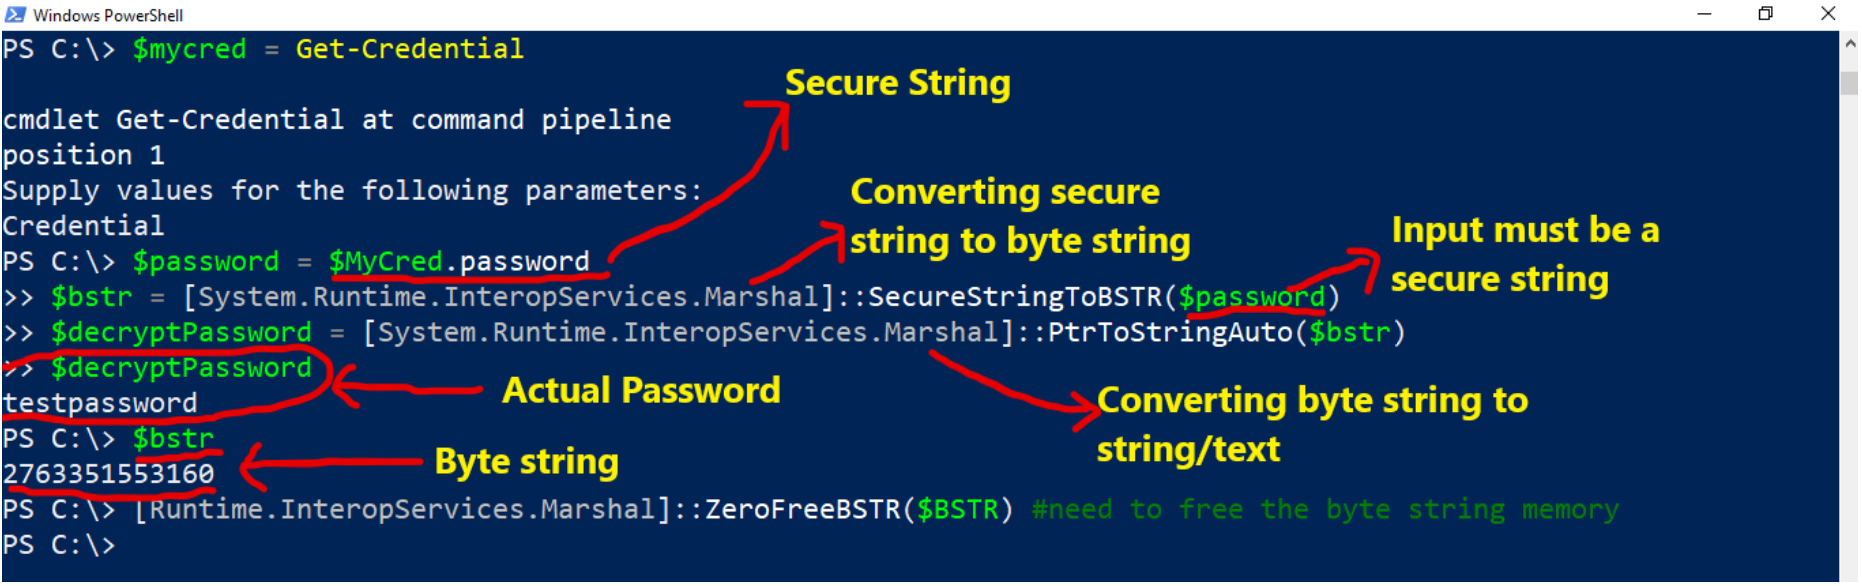 Windows PowerShell
PS C:\> $mycred = Get-Credential
Secure String
cmdlet Get-Credential at command pipeline
position 1
Supply values for the following parameters:
Credential
Converting secure
string to byte string
Input must be a
secure string
PS C:\> $password = $MyCred.password
>> $bstr = [System.Runtime.InteropServices.Marshal]::SecureStringToBSTR($password)
>> $decryptPassword = [System.Runtime.InteropServices.Marshal]::PtrToStringAuto($bstr)
>> $decryptPassword
testpassword
Actual Password
Converting byte string to
string/text
PS C:\> $bstr
2763351553160
Byte string
PS C:\> [Runtime.InteropServices.Marshal]::ZeroFreeBSTR($BSTR) #need to free the byte string memory
PS C:\>